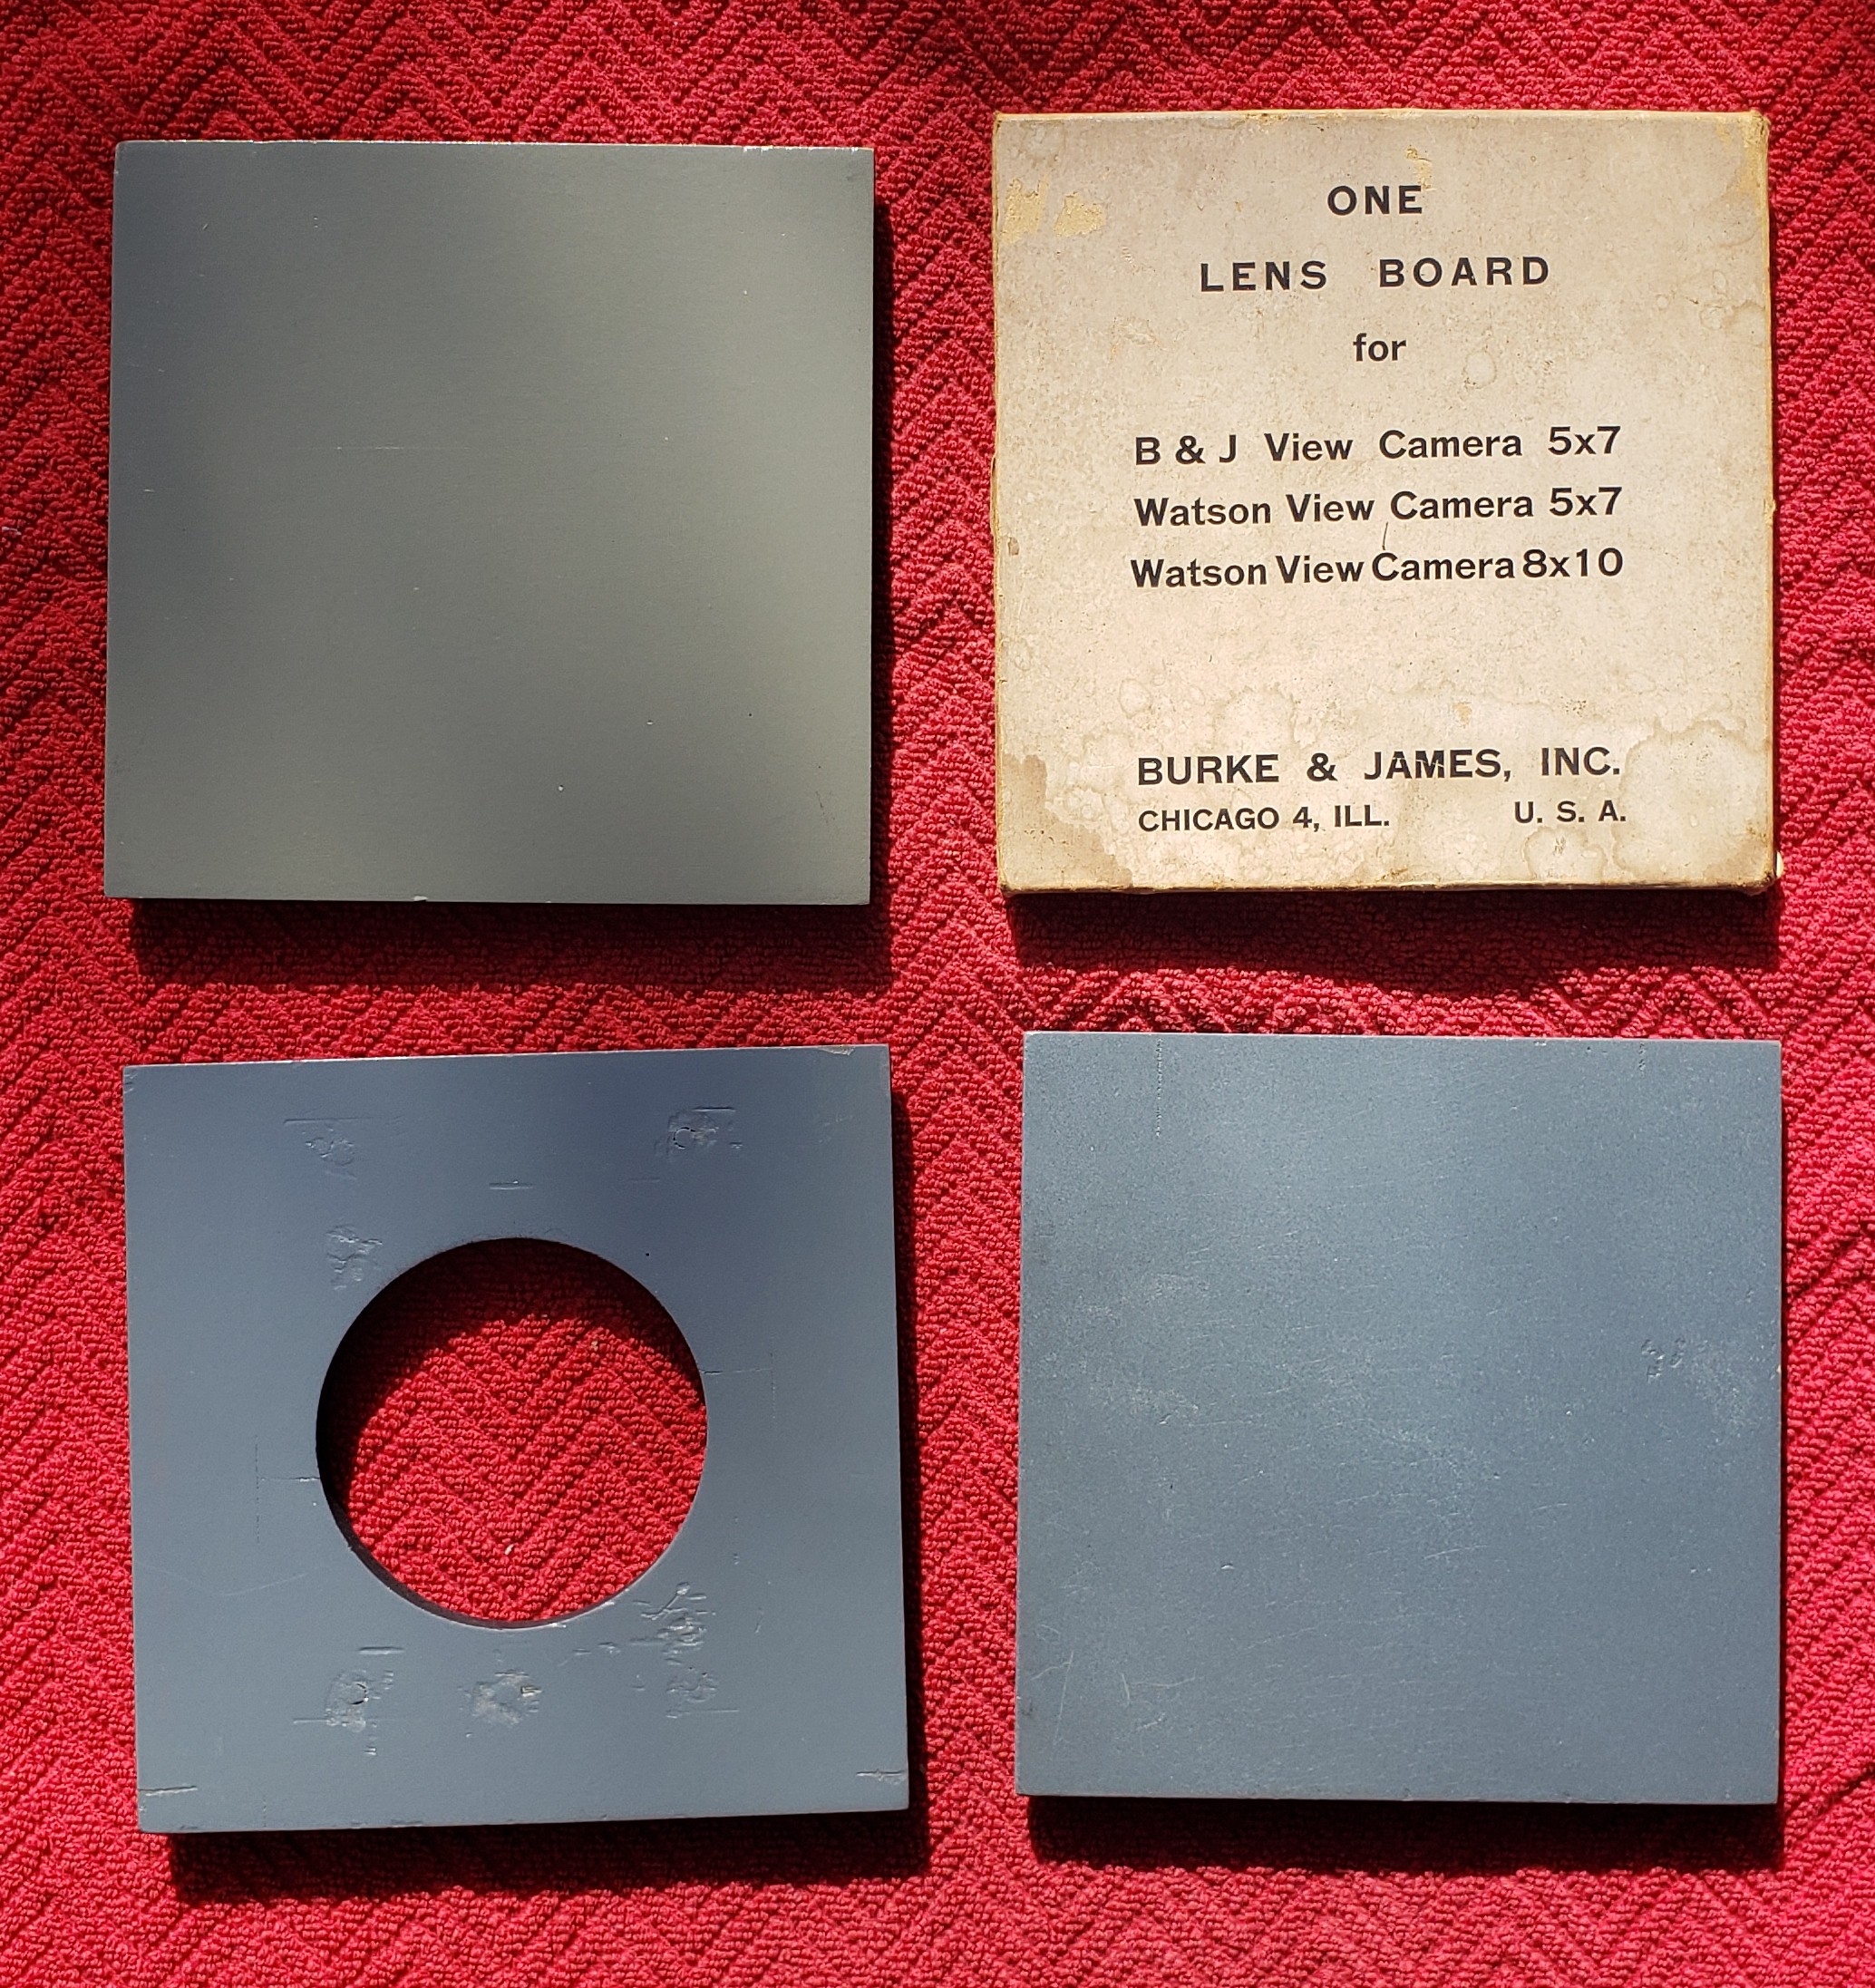 ONE
LENS BOARD
for
B & J View Camera 5x7
Watson View Camera 5x7
Watson View Camera 8x10
BURKE & JAMES, INC.
CHICAGO 4, ILL. U. S. A.